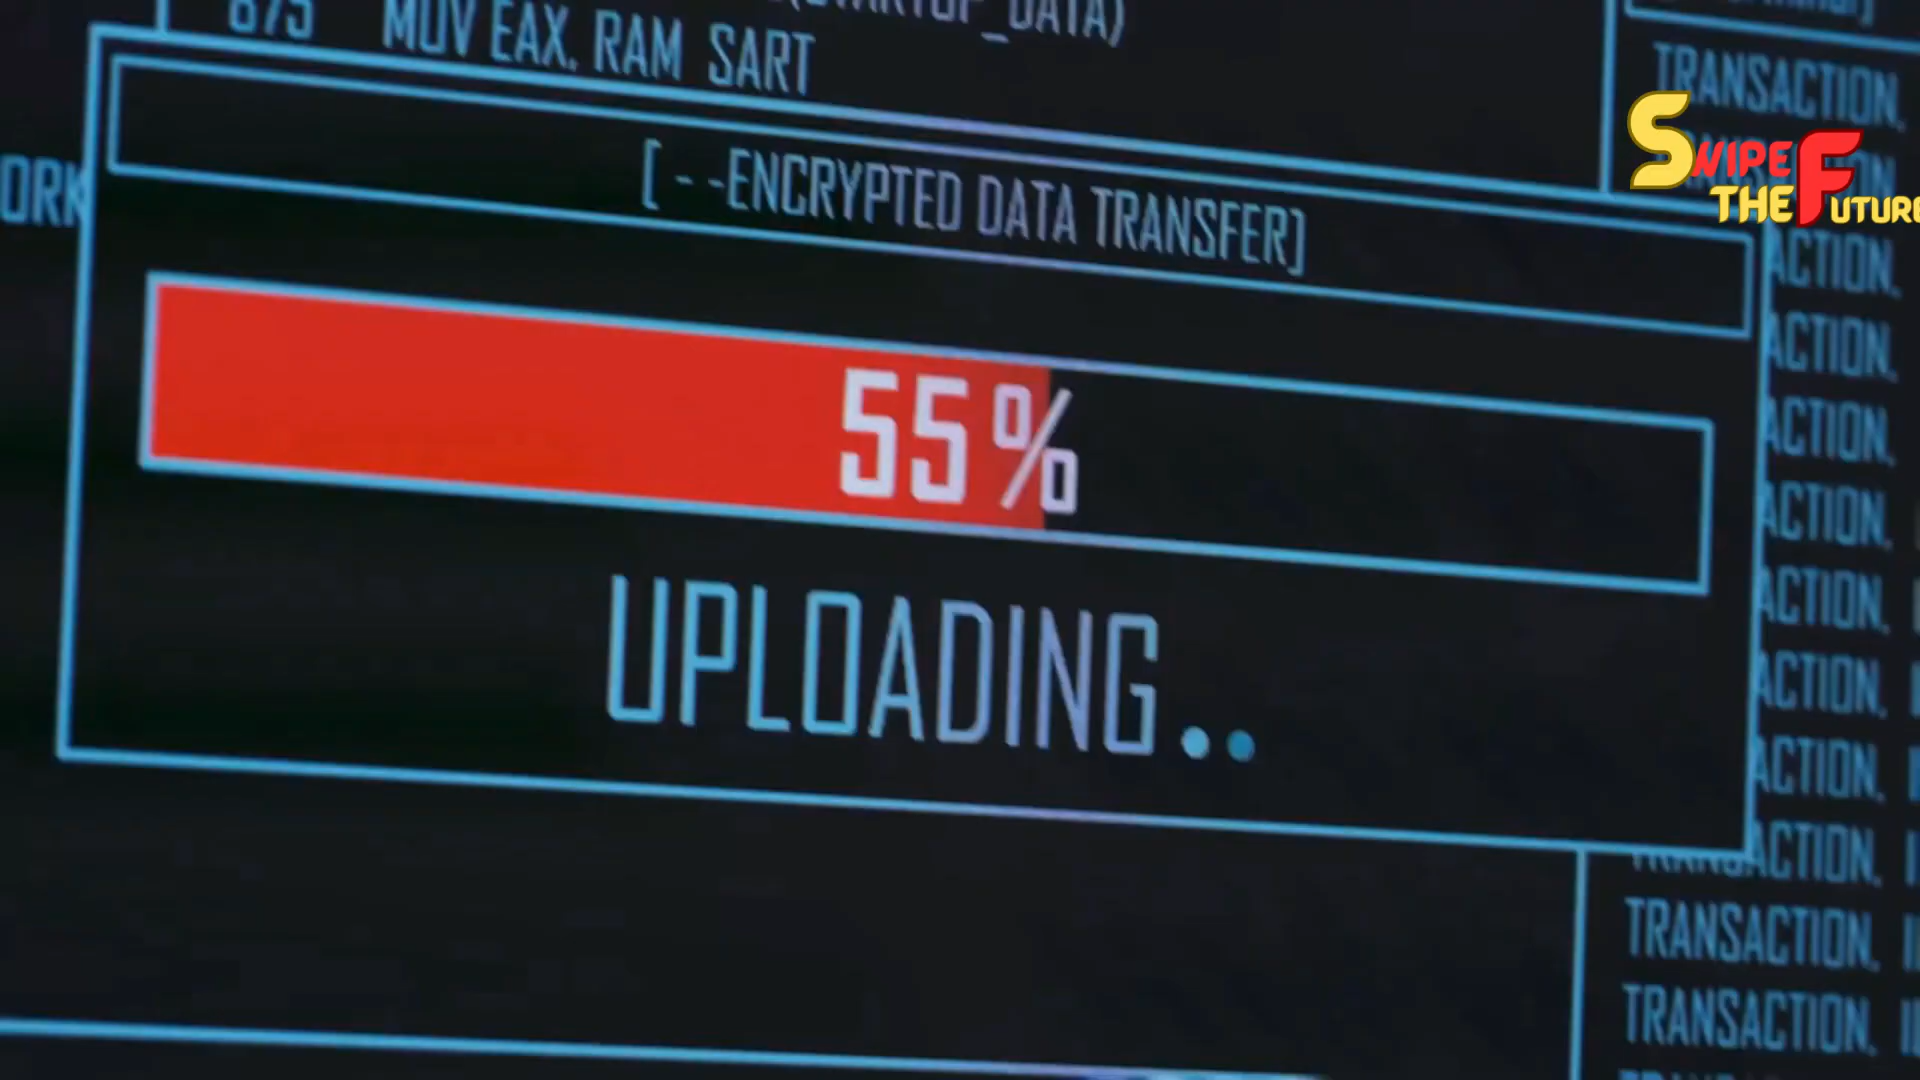 875 MOV EAX, RAM SART
TRANSACTION.
[ - -ENCRYPTED DATA TRANSFER]
SWIPE
THE FUTURE
55%
UPLOADING..
ACTION.
ACTION.
ACTION.
ACTION.
ACTION.
ACTION.
ACTION.
ACTION.
TRANSACTION.
TRANSACTION.